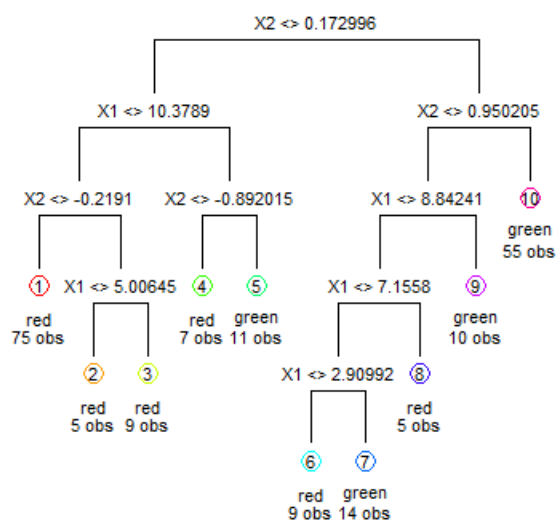 X2 <> 0.172996
X1 <> 10.3789
X2 <> 0.950205
X2 <> -0.2191
X2 <> -0.892015
X1 <> 8.84241
10
green
55 obs
1
X1 <> 5.00645
4
5
X1 <> 7.1558
9
red
75 obs
red
7 obs
green
11 obs
green
10 obs
2
3
X1 <> 2.90992
8
red
5 obs
red
9 obs
red
5 obs
6
7
red
9 obs
green
14 obs